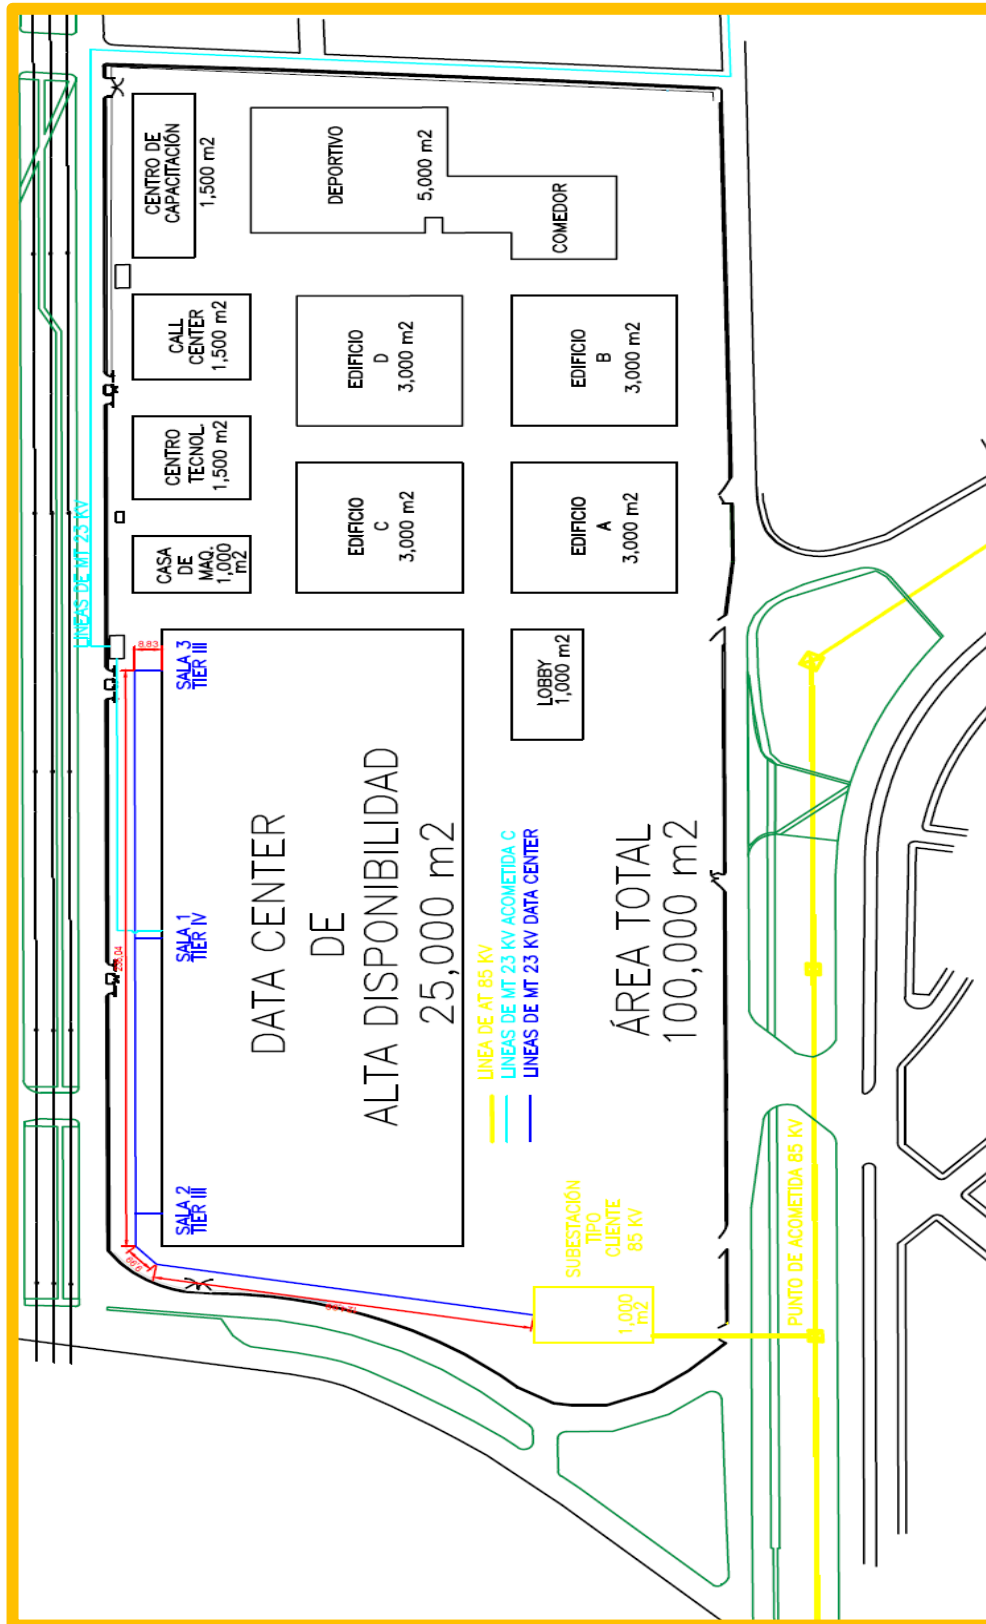 CENTRO DE
CAPACITACIÓN
1,500 m2
DEPORTIVO
5,000 m2
COMEDOR
CALL
CENTER
1,500 m2
EDIFICIO
D
3,000 m2
EDIFICIO
B
3,000 m2
CENTRO
TECNOL.
1,500 m2
EDIFICIO
C
3,000 m2
EDIFICIO
A
3,000 m2
CASA
DE
MAQ.
1,000
m2
LINEAS DE MT 23 KV
8.83
SALA 3
TIER III
LOBBY
1,000 m2
SALA 1
TIER IV
DATA CENTER
DE
ALTA DISPONIBILIDAD
25,000 m2
LINEA DE AT 85 KV
LINEAS DE MT 23 KV ACOMETIDA C
LINEAS DE MT 23 KV DATA CENTER
ÁREA TOTAL
100,000 m2
SALA 2
TIER III
SUBESTACIÓN
TIPO
CLIENTE
85 KV
1,000
m2
PUNTO DE ACOMETIDA 85 KV